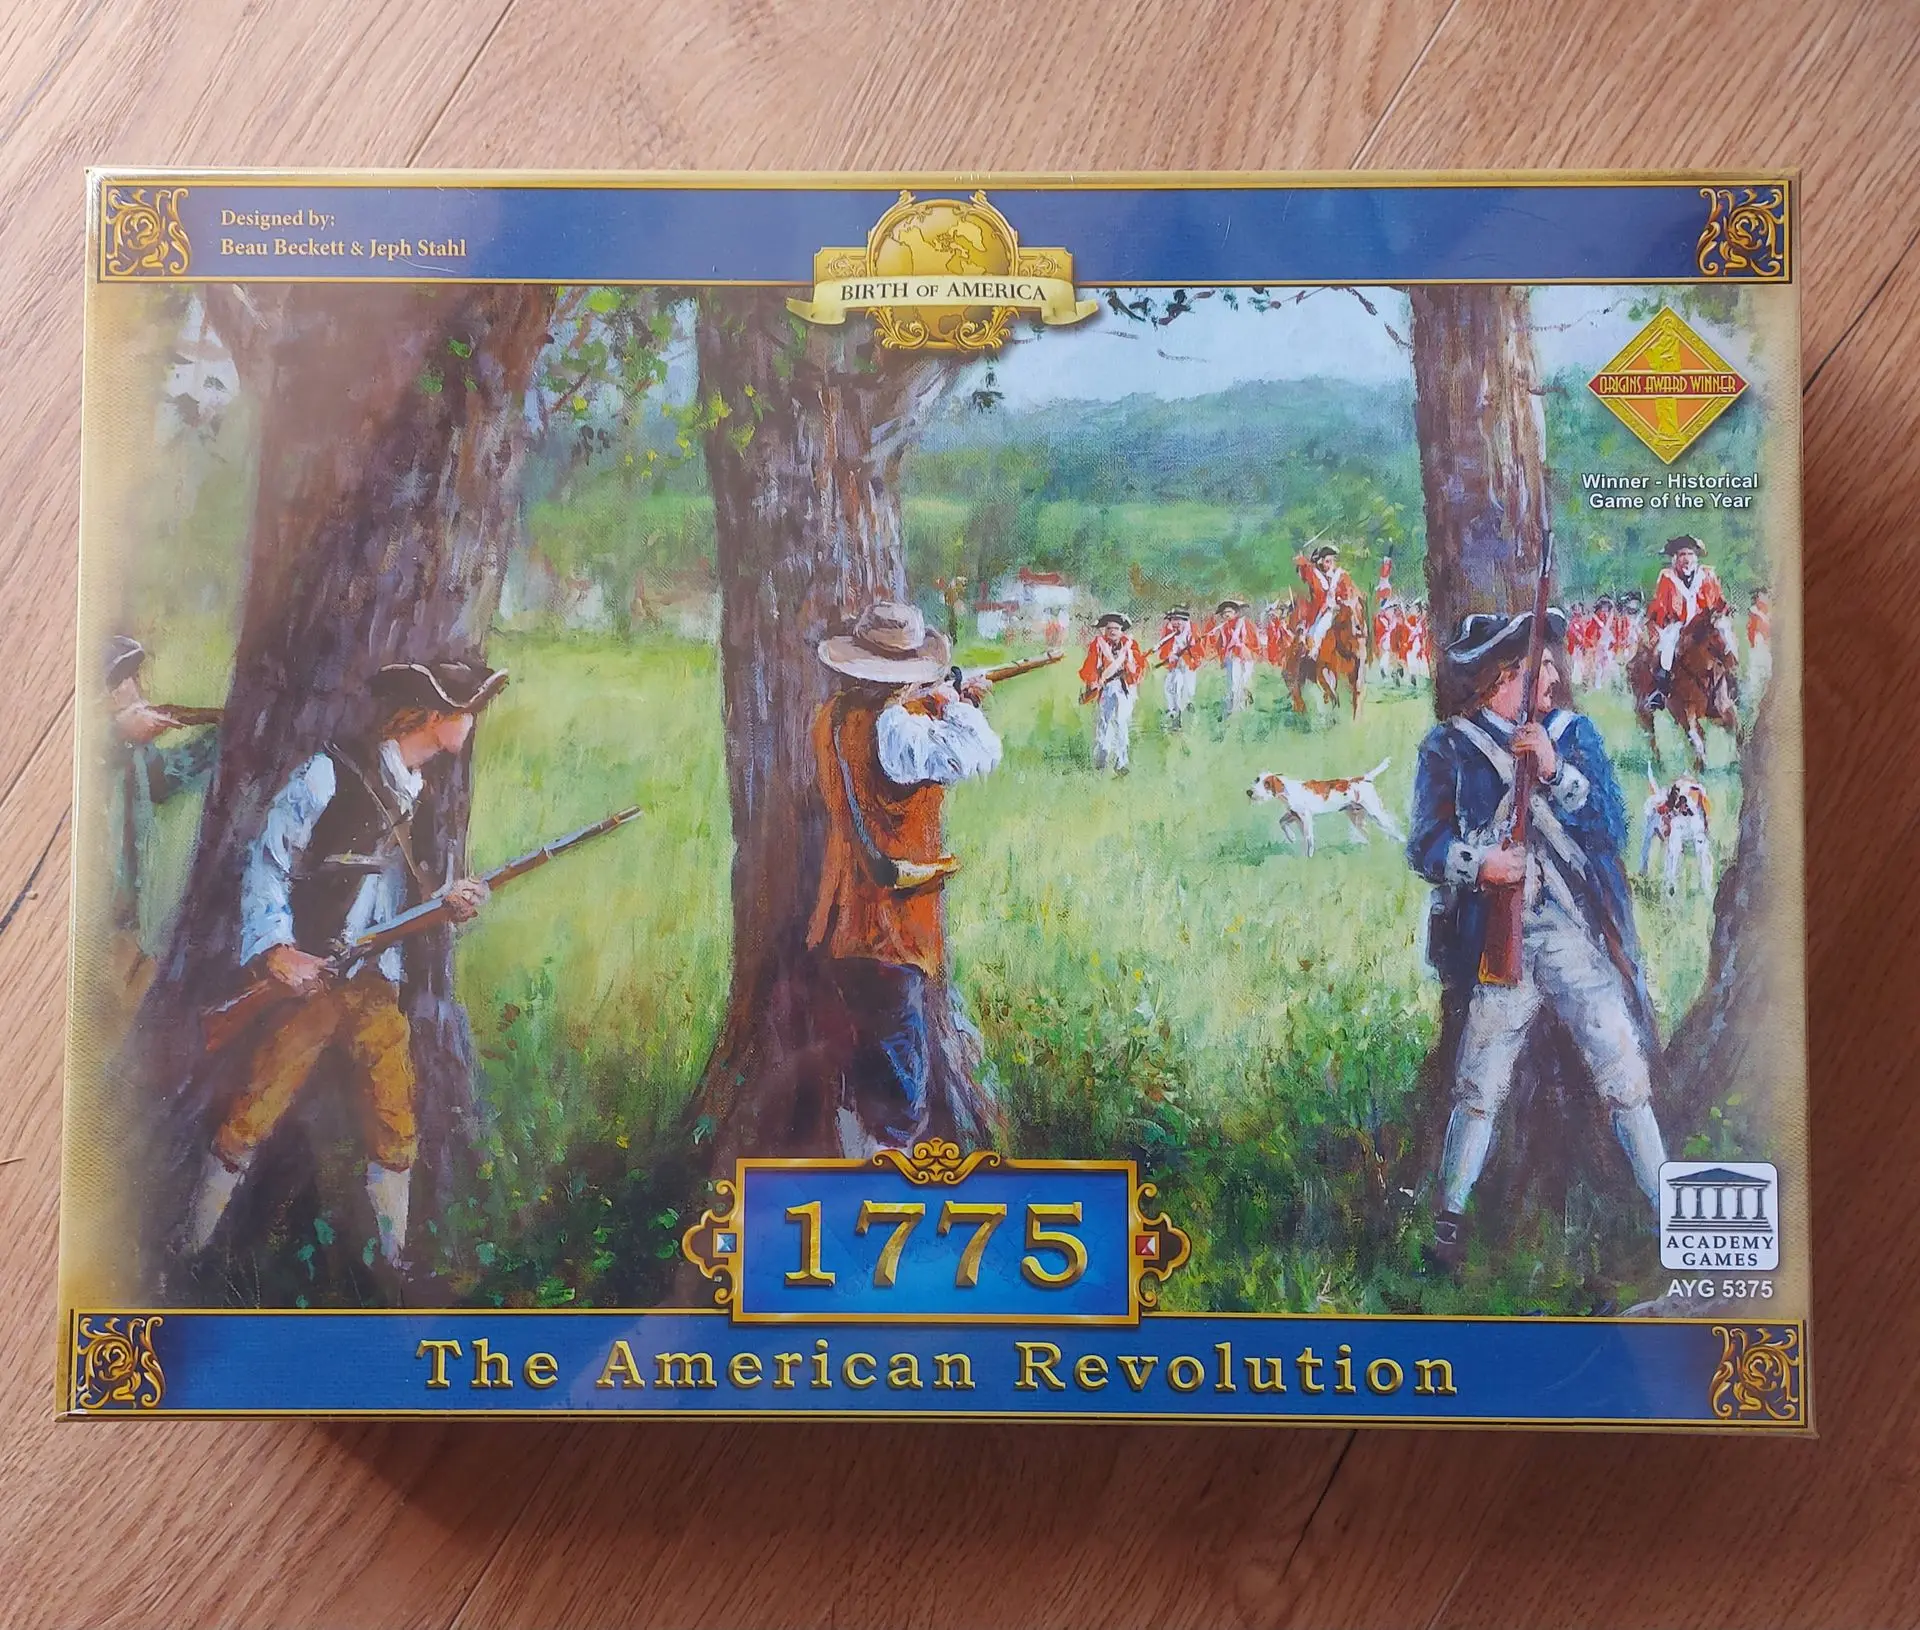 Designed by:
Beau Beckett & Jeph Stahl
BIRTH OF AMERICA
ORIGINS AWARD WINNER
Winner - Historical
Game of the Year
1775
ACADEMY
GAMES
AYG 5375
The American Revolution